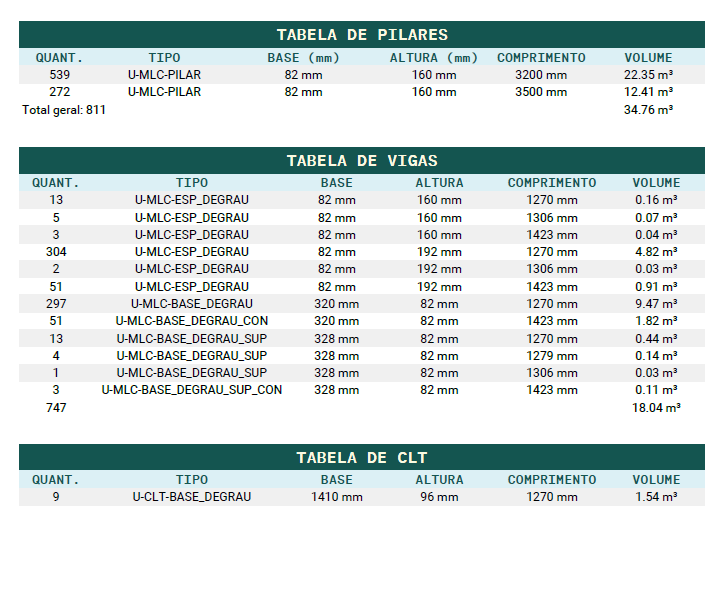 TABELA DE PILARES
QUANT. TIPO BASE (mm) ALTURA (mm) COMPRIMENTO VOLUME
539 U-MLC-PILAR 82 mm 160 mm 3200 mm 22.35 m³
272 U-MLC-PILAR 82 mm 160 mm 3500 mm 12.41 m³
Total geral: 811 34.76 m³
TABELA DE VIGAS
QUANT. TIPO BASE ALTURA COMPRIMENTO VOLUME
13 U-MLC-ESP_DEGRAU 82 mm 160 mm 1270 mm 0.16 m³
5 U-MLC-ESP_DEGRAU 82 mm 160 mm 1306 mm 0.07 m³
3 U-MLC-ESP_DEGRAU 82 mm 160 mm 1423 mm 0.04 m³
304 U-MLC-ESP_DEGRAU 82 mm 192 mm 1270 mm 4.82 m³
2 U-MLC-ESP_DEGRAU 82 mm 192 mm 1306 mm 0.03 m³
51 U-MLC-ESP_DEGRAU 82 mm 192 mm 1423 mm 0.91 m³
297 U-MLC-BASE_DEGRAU 320 mm 82 mm 1270 mm 9.47 m³
51 U-MLC-BASE_DEGRAU_CON 320 mm 82 mm 1423 mm 1.82 m³
13 U-MLC-BASE_DEGRAU_SUP 328 mm 82 mm 1270 mm 0.44 m³
4 U-MLC-BASE_DEGRAU_SUP 328 mm 82 mm 1279 mm 0.14 m³
1 U-MLC-BASE_DEGRAU_SUP 328 mm 82 mm 1306 mm 0.03 m³
3 U-MLC-BASE_DEGRAU_SUP_CON 328 mm 82 mm 1423 mm 0.11 m³
747 18.04 m³
TABELA DE CLT
QUANT. TIPO BASE ALTURA COMPRIMENTO VOLUME
9 U-CLT-BASE_DEGRAU 1410 mm 96 mm 1270 mm 1.54 m³